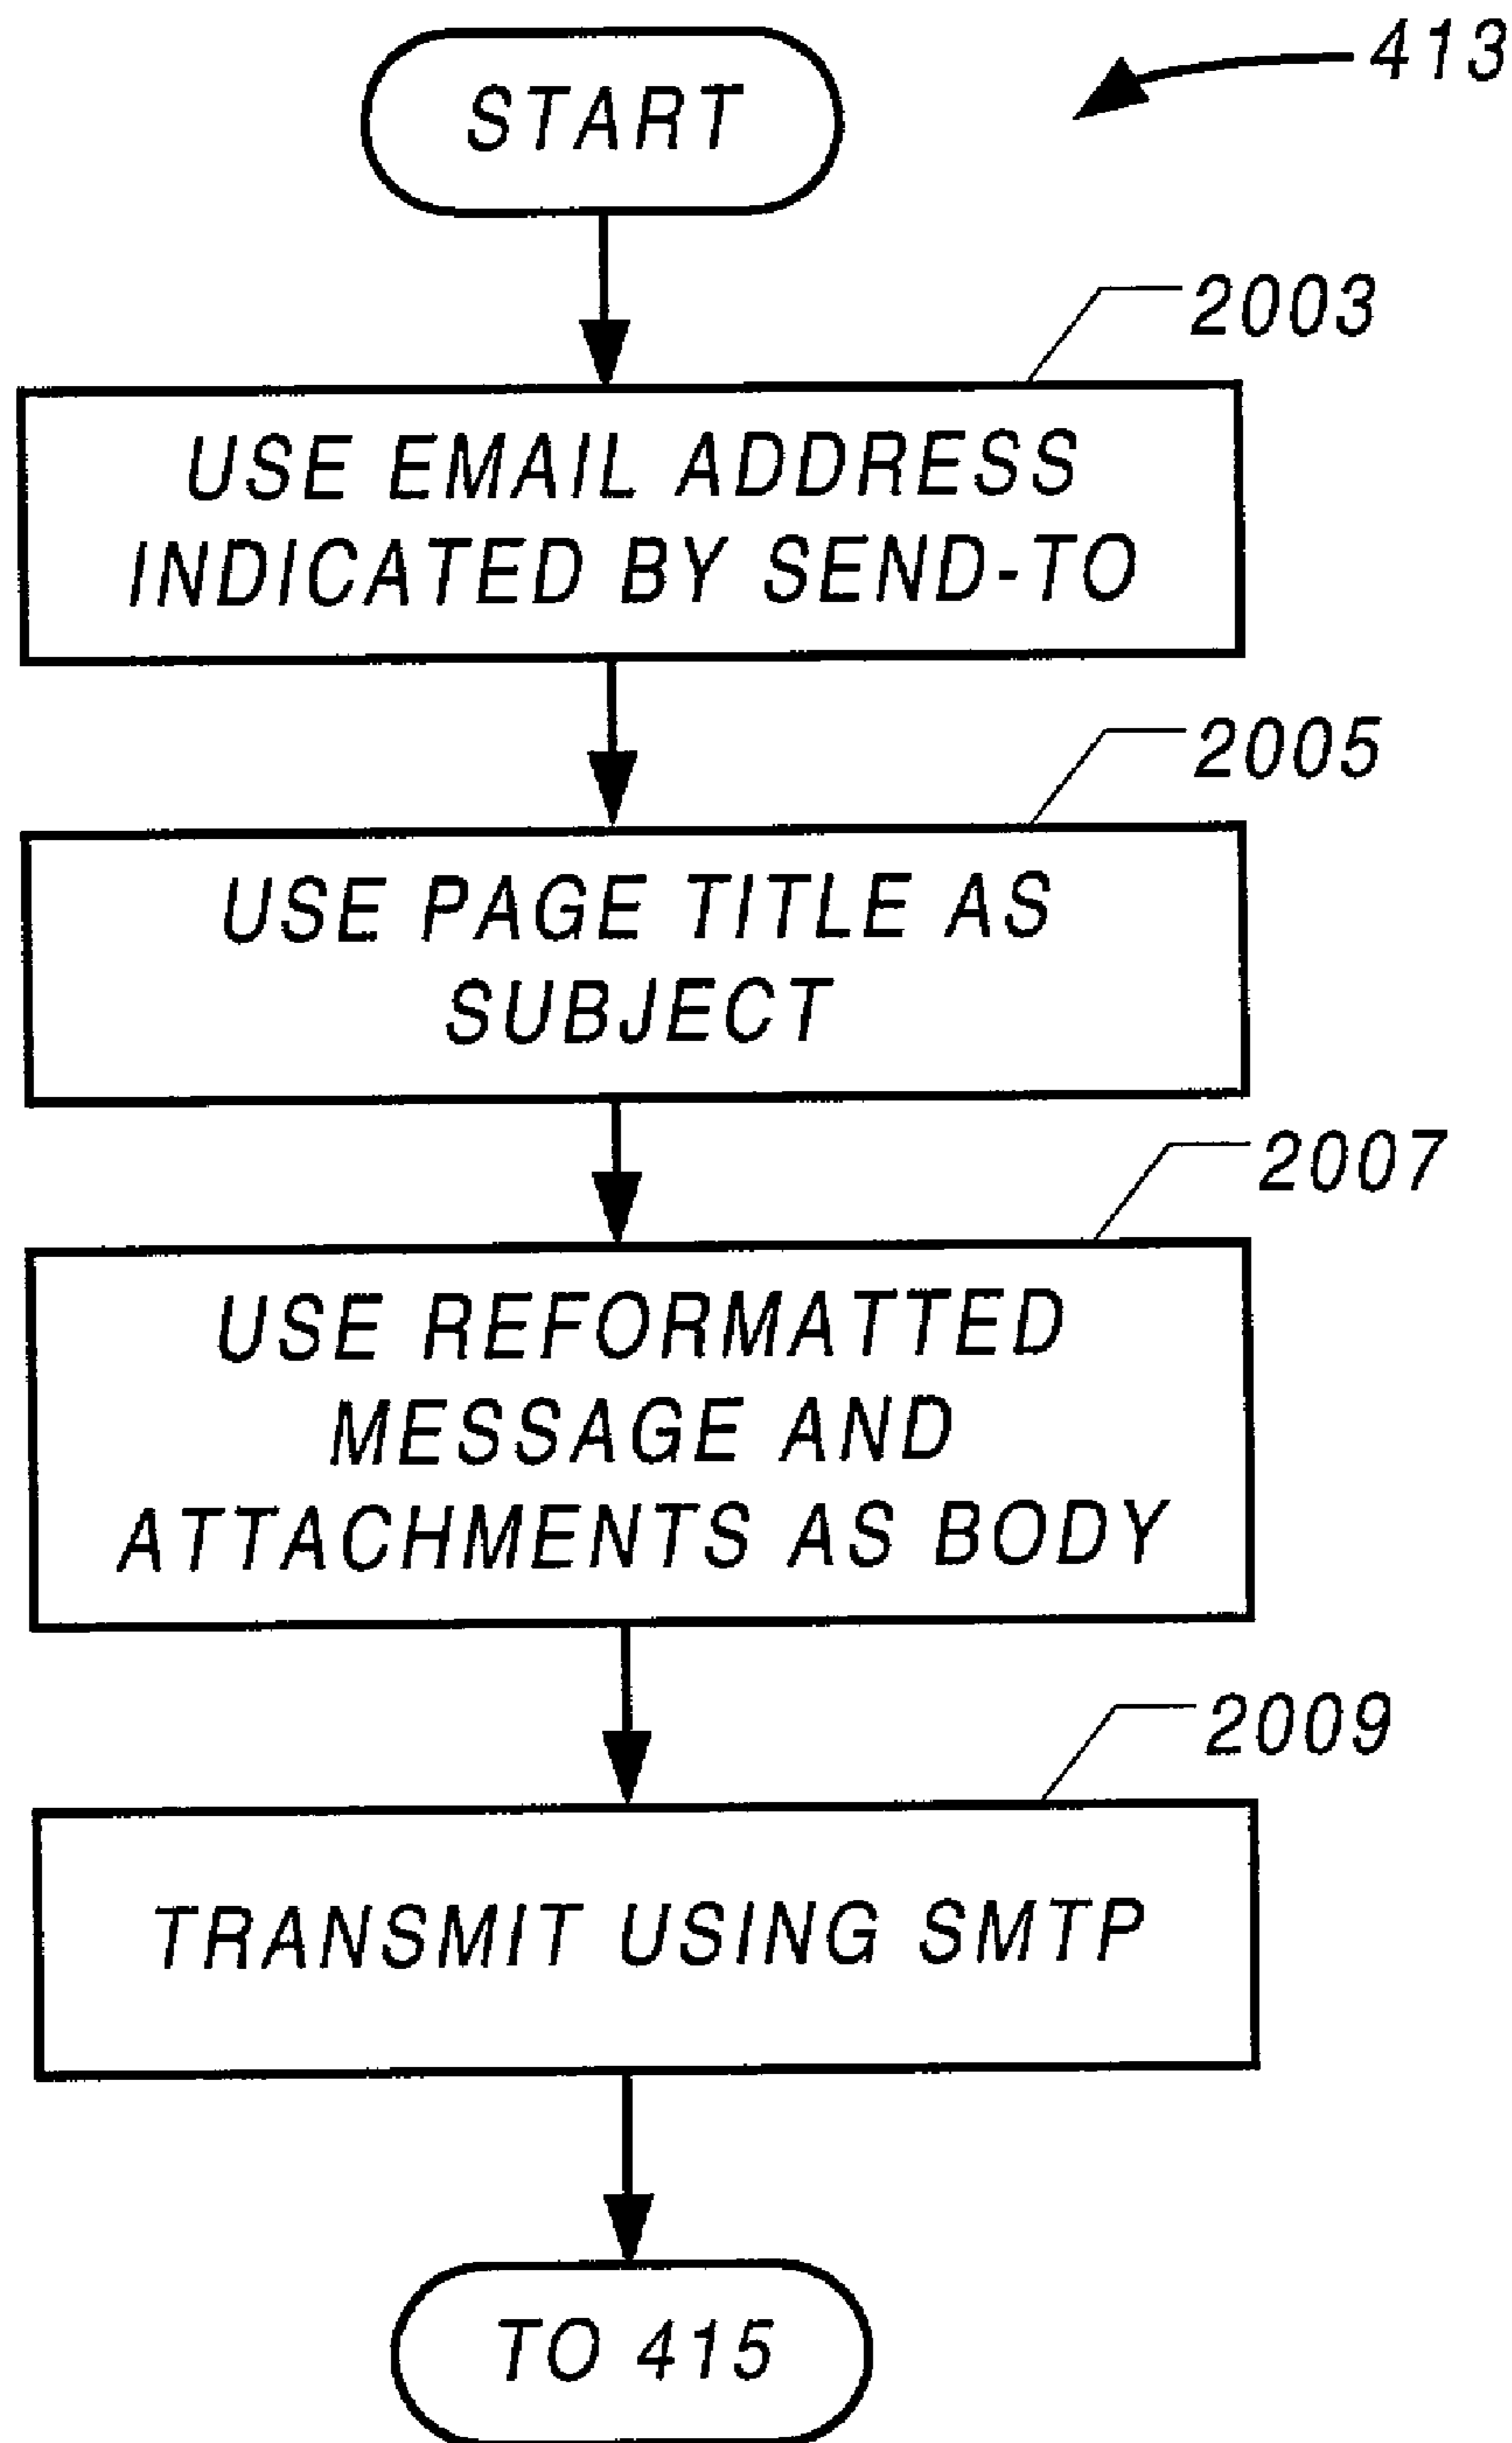 START
413
2003
USE EMAIL ADDRESS
INDICATED BY SEND-TO
2005
USE PAGE TITLE AS
SUBJECT
2007
USE REFORMATTED
MESSAGE AND
ATTACHMENTS AS BODY
2009
TRANSMIT USING SMTP
TO 415